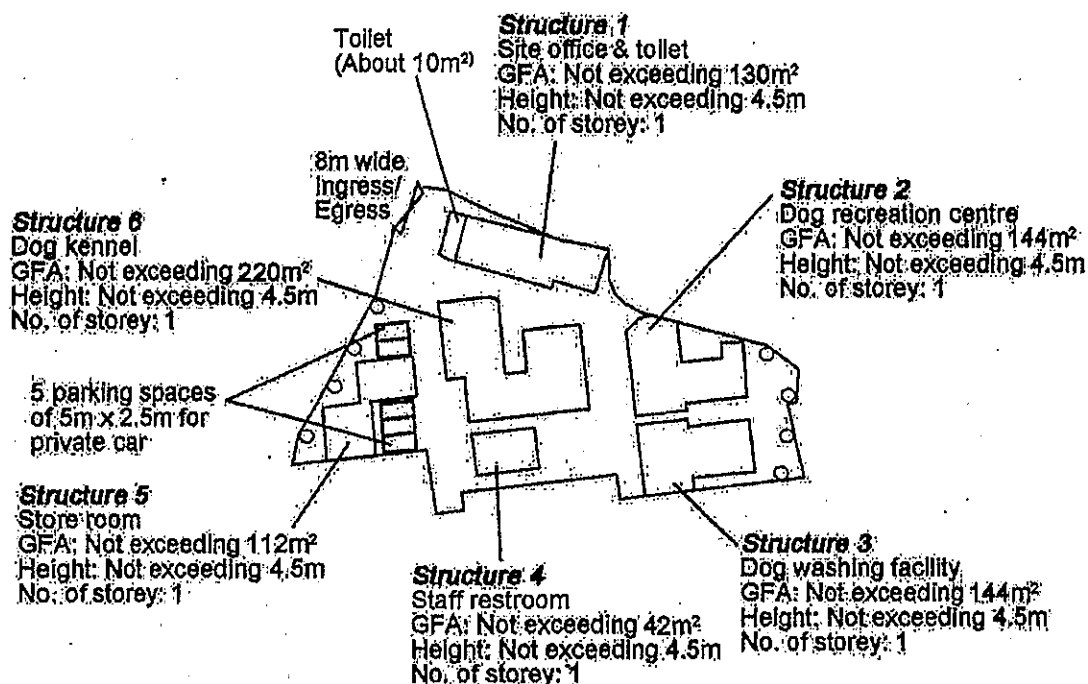 Toilet
(About 10m²)
Structure 1
Site office & toilet
GFA: Not exceeding 130m²
Height: Not exceeding 4.5m
No. of storey: 1
8m wide
Ingress/
Egress
Structure 2
Dog recreation centre
GFA: Not exceeding 144m²
Height: Not exceeding 4.5m
No. of storey: 1
Structure 6
Dog kennel
GFA: Not exceeding 220m²
Height: Not exceeding 4.5m
No. of storey: 1
5 parking spaces
of 5m x 2.5m for
private car
Structure 5
Store room
GFA: Not exceeding 112m²
Height: Not exceeding 4.5m
No. of storey: 1
Structure 4
Staff restroom
GFA: Not exceeding 42m²
Height: Not exceeding 4.5m
No. of storey: 1
Structure 3
Dog washing facility
GFA: Not exceeding 144m²
Height: Not exceeding 4.5m
No. of storey: 1